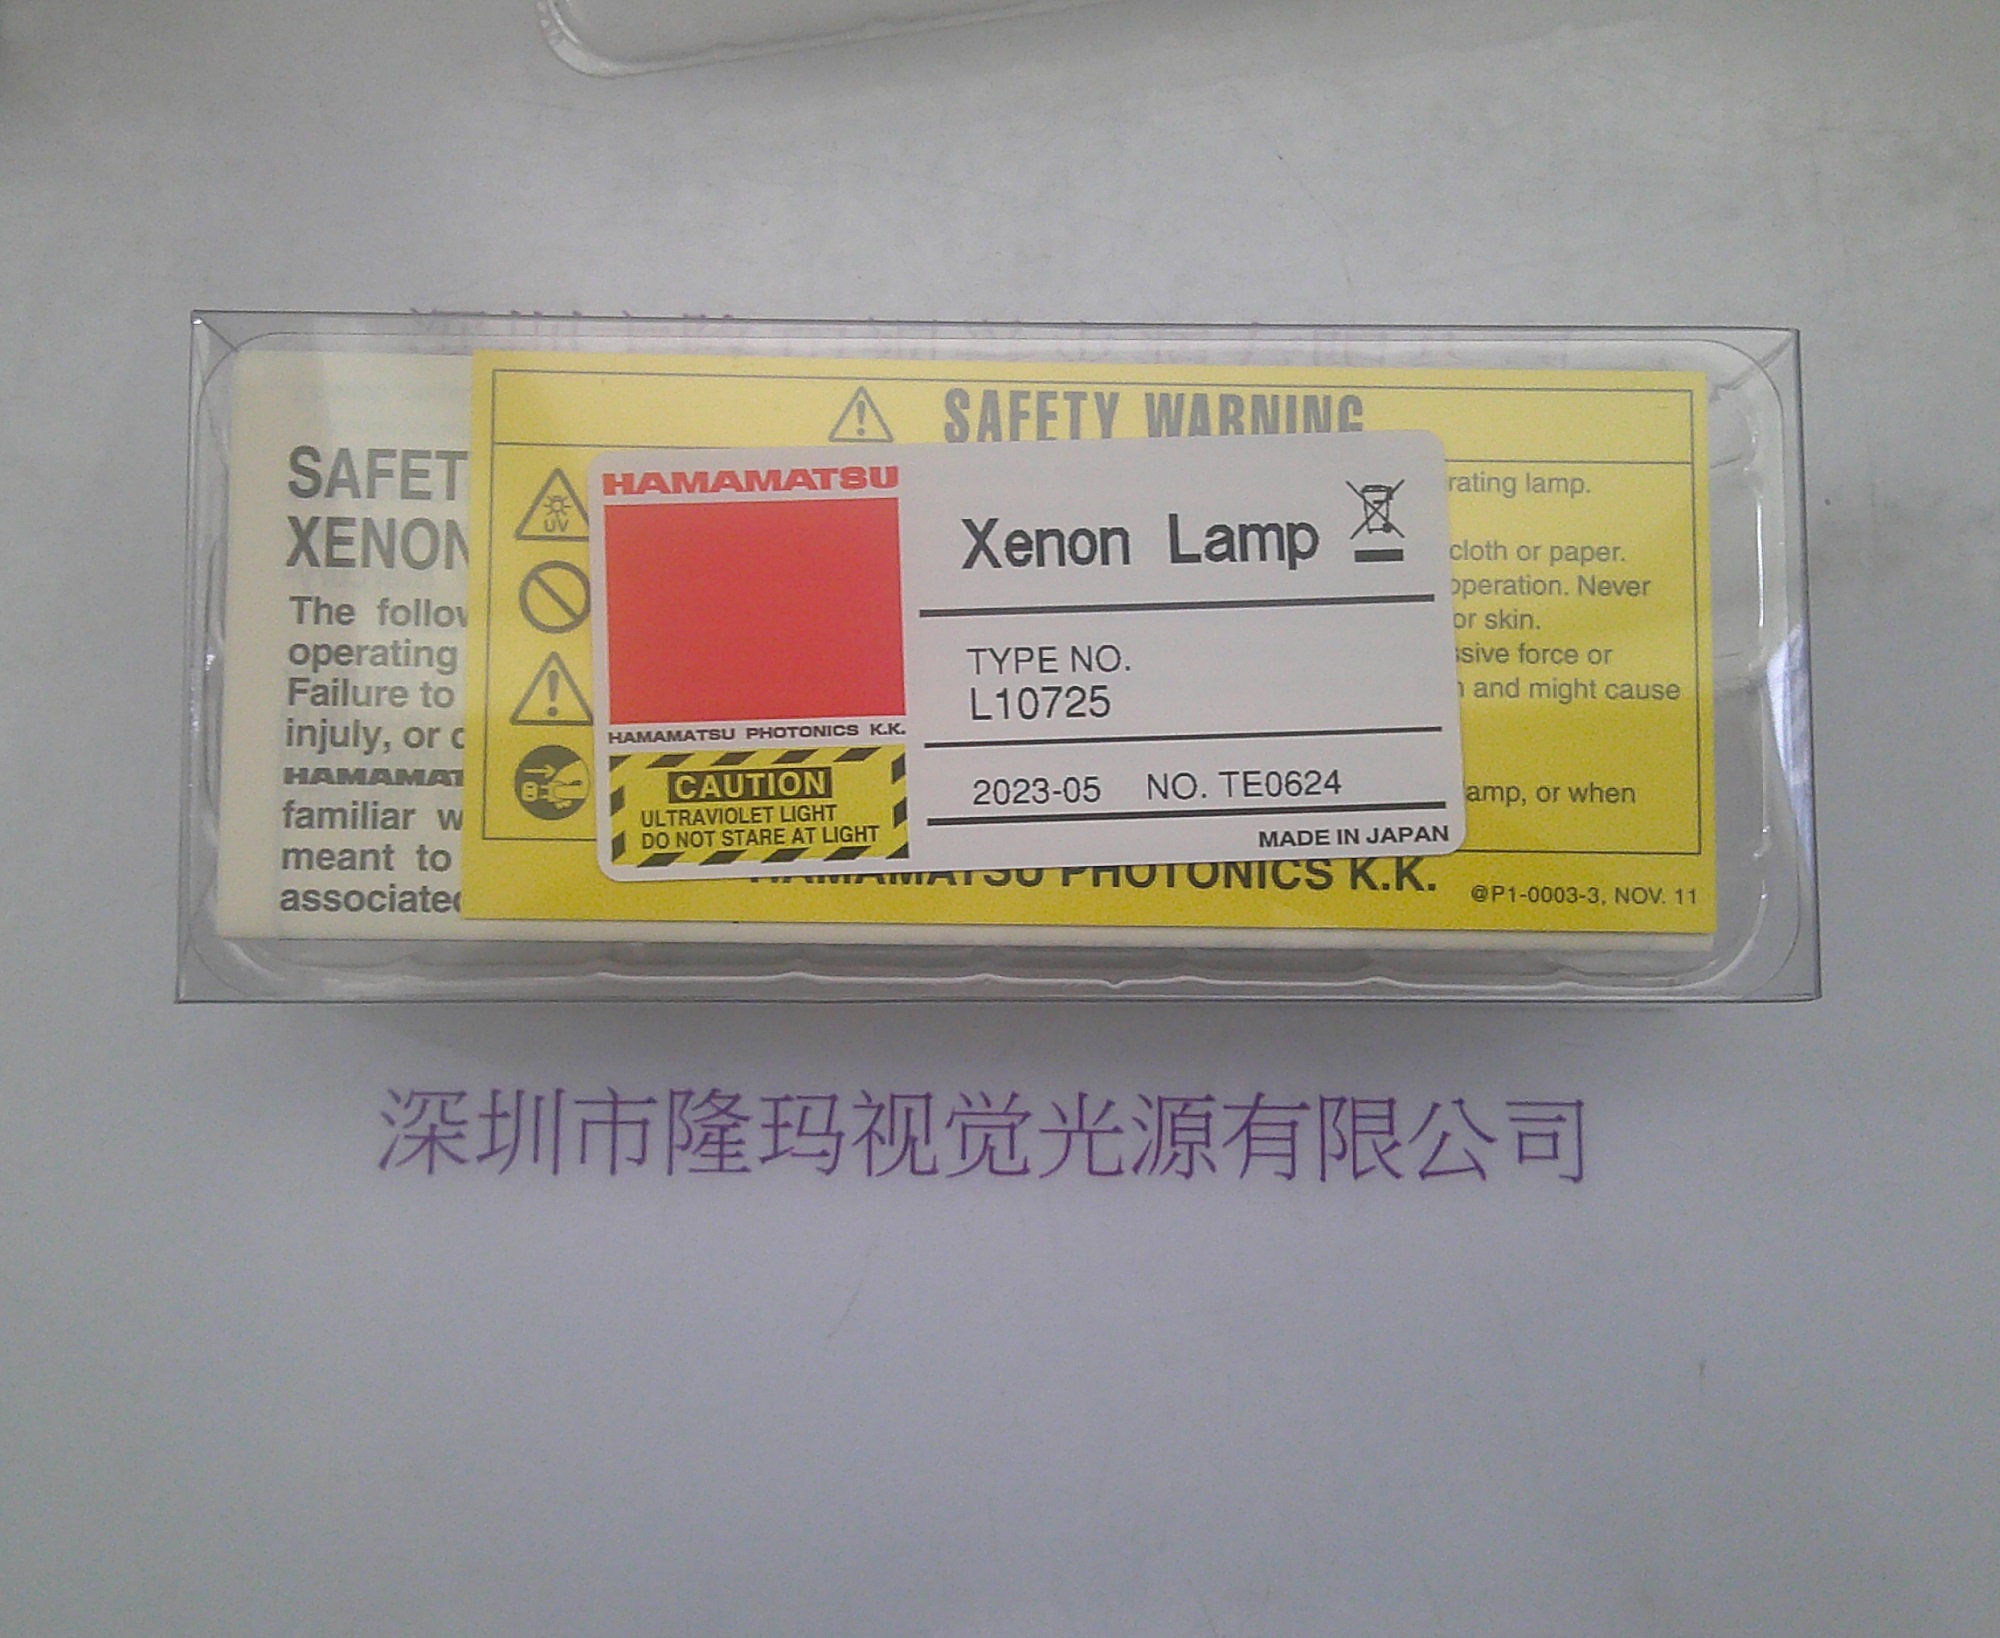 SAFETY WARNING
SAFET
XENON
The follow
operating
Failure to
injuly, or
HAMAMAT
familiar w
meant to
associated
UV
rating lamp.
cloth or paper.
operation. Never
or skin.
ssive force or
and might cause
amp, or when
HAMAMATSU PHOTONICS K.K.
@P1-0003-3, NOV. 11
HAMAMATSU
HAMAMATSU PHOTONICS K.K.
CAUTION
ULTRAVIOLET LIGHT
DO NOT STARE AT LIGHT
Xenon Lamp
TYPE NO.
L10725
2023-05 NO. TE0624
MADE IN JAPAN
深圳市隆玛视觉光源有限公司